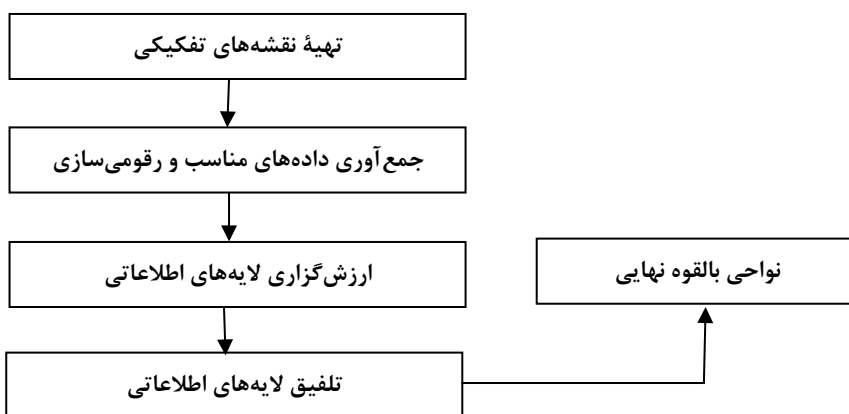 تهیۀ نقشه‌های تفکیکی
جمع‌آوری داده‌های مناسب و رقومی‌سازی
ارزش‌گزاری لایه‌های اطلاعاتی
نواحی بالقوه نهایی
تلفیق لایه‌های اطلاعاتی